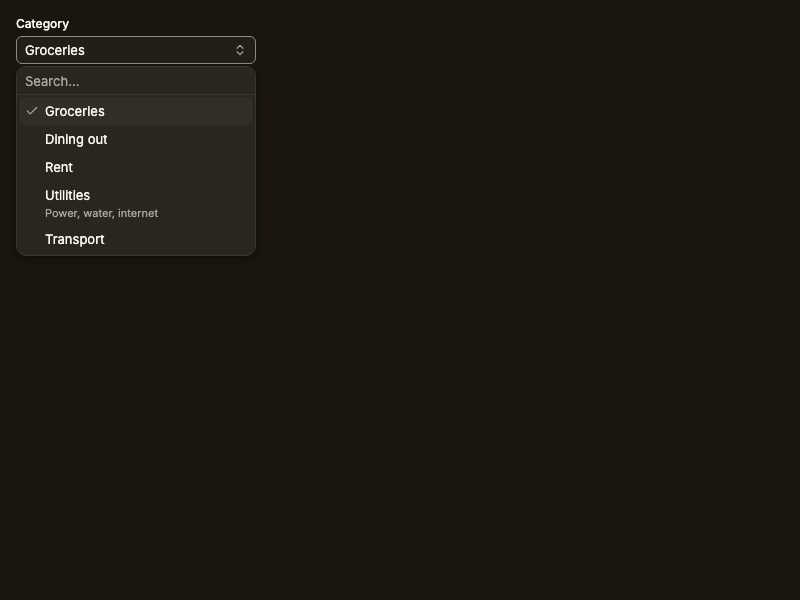 Category
Groceries
Search...
Groceries
Dining out
Rent
Utilities
Power, water, internet
Transport